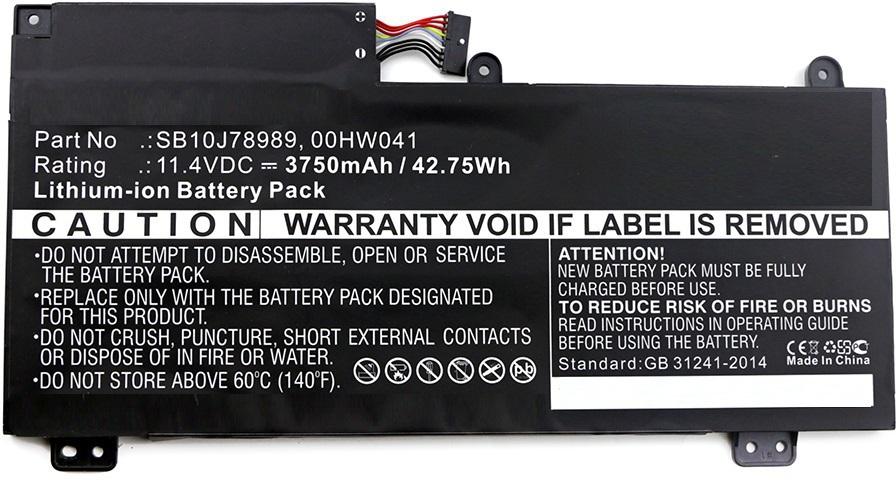 Part No .:SB10J78989, 00HW041
Rating .: 11.4VDC ⎓ 3750mAh / 42.75Wh
Lithium-ion Battery Pack
CAUTION WARRANTY VOID IF LABEL IS REMOVED
•DO NOT ATTEMPT TO DISASSEMBLE, OPEN OR SERVICE
THE BATTERY PACK.
•REPLACE ONLY WITH THE BATTERY PACK DESIGNATED
FOR THIS PRODUCT.
•DO NOT CRUSH, PUNCTURE, SHORT EXTERNAL CONTACTS
OR DISPOSE OF IN FIRE OR WATER.
•DO NOT STORE ABOVE 60°C (140°F).
Pb
ATTENTION!
NEW BATTERY PACK MUST BE FULLY
CHARGED BEFORE USE.
TO REDUCE RISK OF FIRE OR BURNS
READ INSTRUCTIONS IN OPERATING GUIDE
BEFORE USING THE BATTERY.
Standard: GB 31241-2014
CE
Made In China